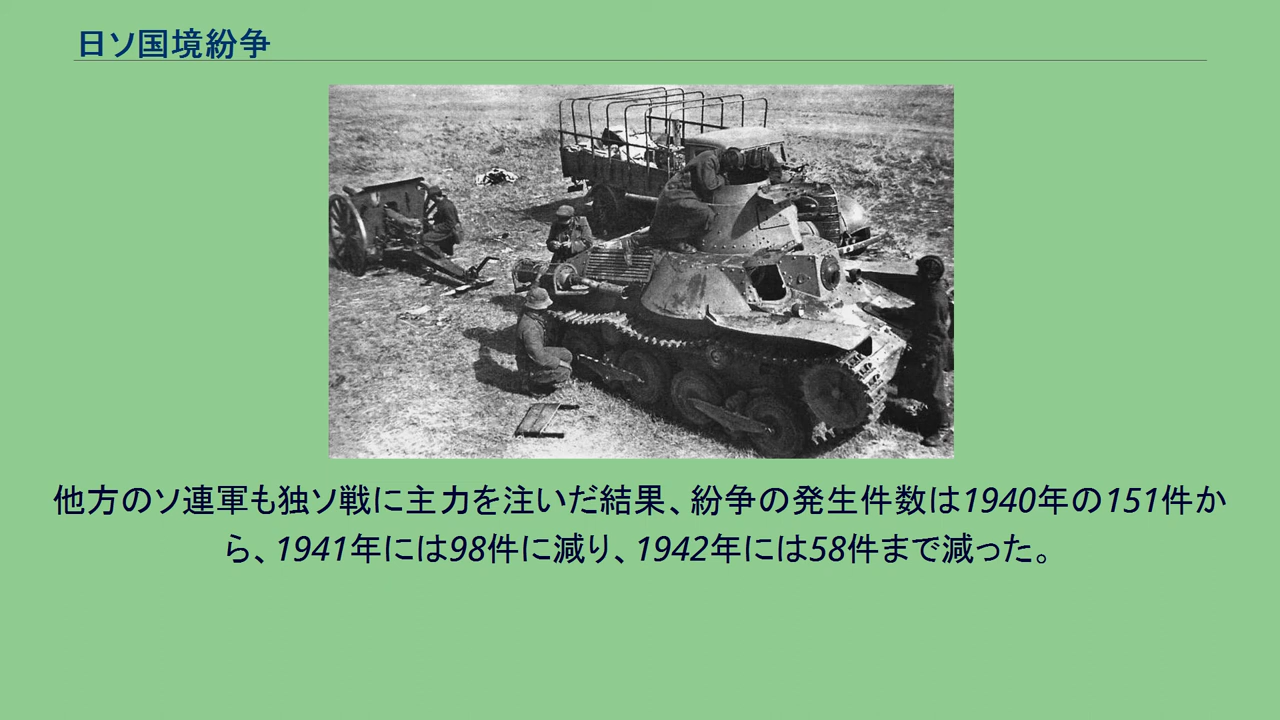 日ソ国境紛争
他方のソ連軍も独ソ戦に主力を注いだ結果、紛争の発生件数は1940年の151件か
ら、1941年には98件に減り、1942年には58件まで減った。